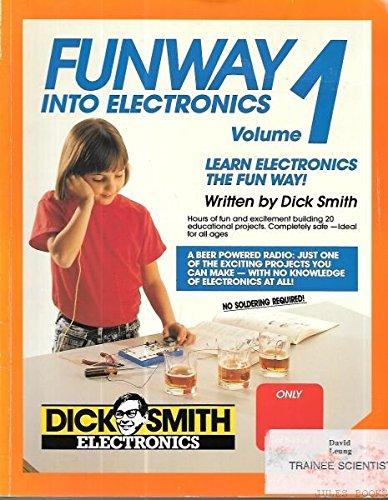 FUNWAY 1
INTO ELECTRONICS
Volume
LEARN ELECTRONICS
THE FUN WAY!
Written by Dick Smith
Hours of fun and excitement building 20
educational projects. Completely safe — Ideal
for all ages
A BEER POWERED RADIO: JUST ONE
OF THE EXCITING PROJECTS YOU
CAN MAKE — WITH NO KNOWLEDGE
OF ELECTRONICS AT ALL!
NO SOLDERING REQUIRED!
DICK SMITH
ELECTRONICS
ONLY
David
Leung
TRAINEE SCIENTIST
JULES BOOKS